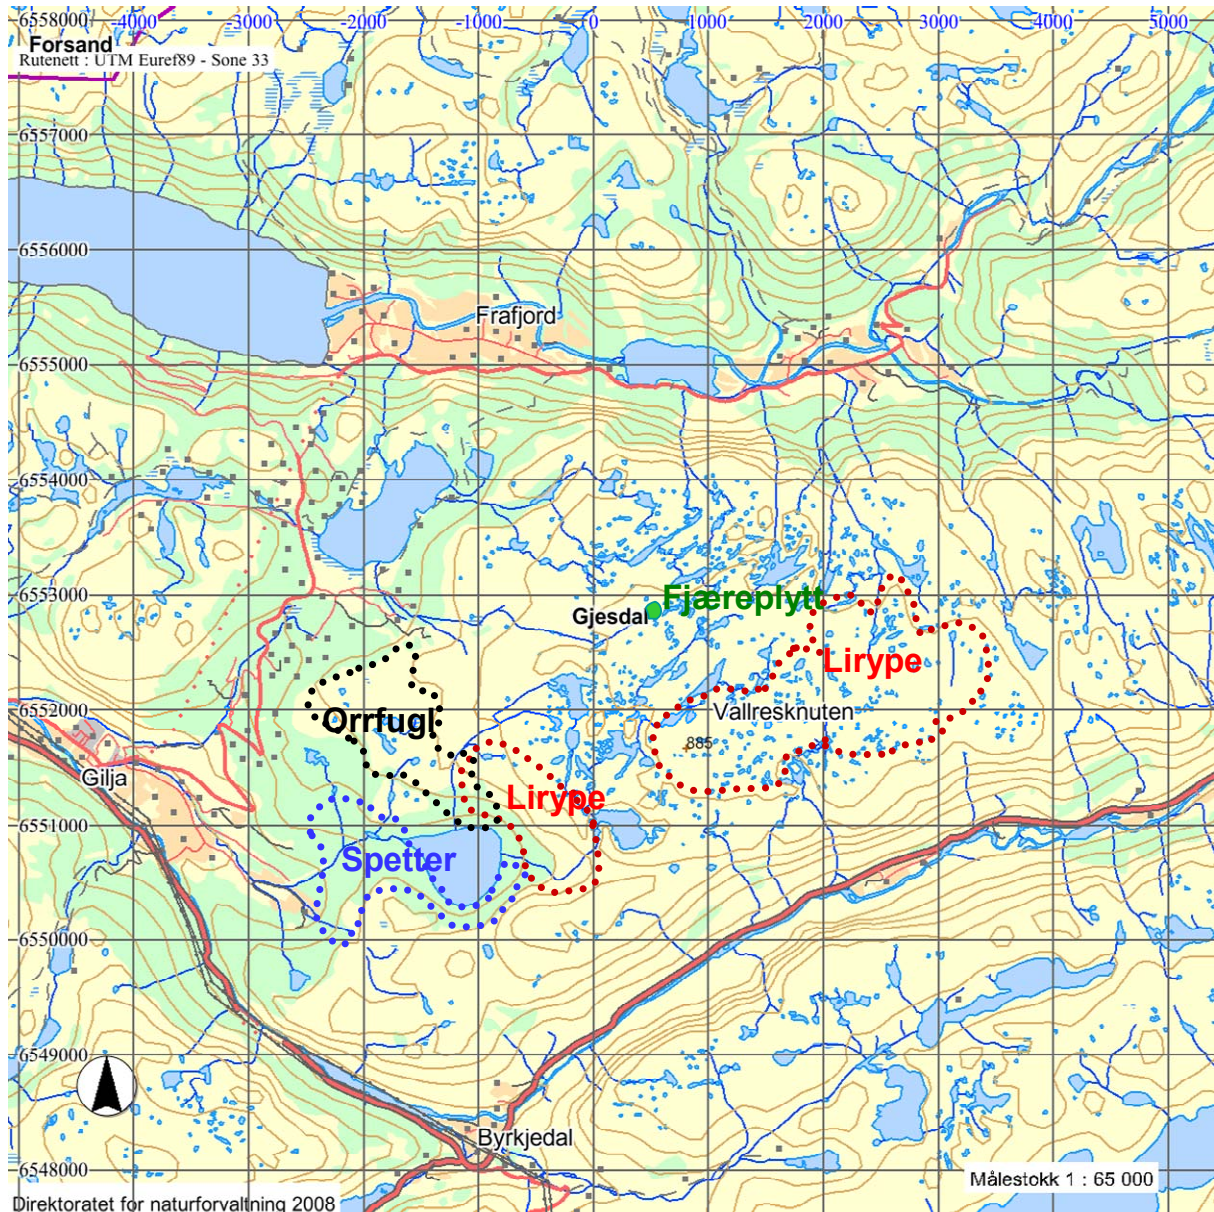 6558000 -4000 -3000 -2000 -1000 0 1000 2000 3000 4000 5000
Forsand
Rutenett : UTM Euref89 - Sone 33
6557000
6556000
Frafjord
6555000
6554000
6553000
Fjæreplytt
Gjesdal
Lirype
6552000
Orrfugl
Vallresknuten
885
Gilja
Lirype
6551000
Spetter
6550000
6549000
Byrkjedal
6548000
Målestokk 1 : 65 000
Direktoratet for naturforvaltning 2008